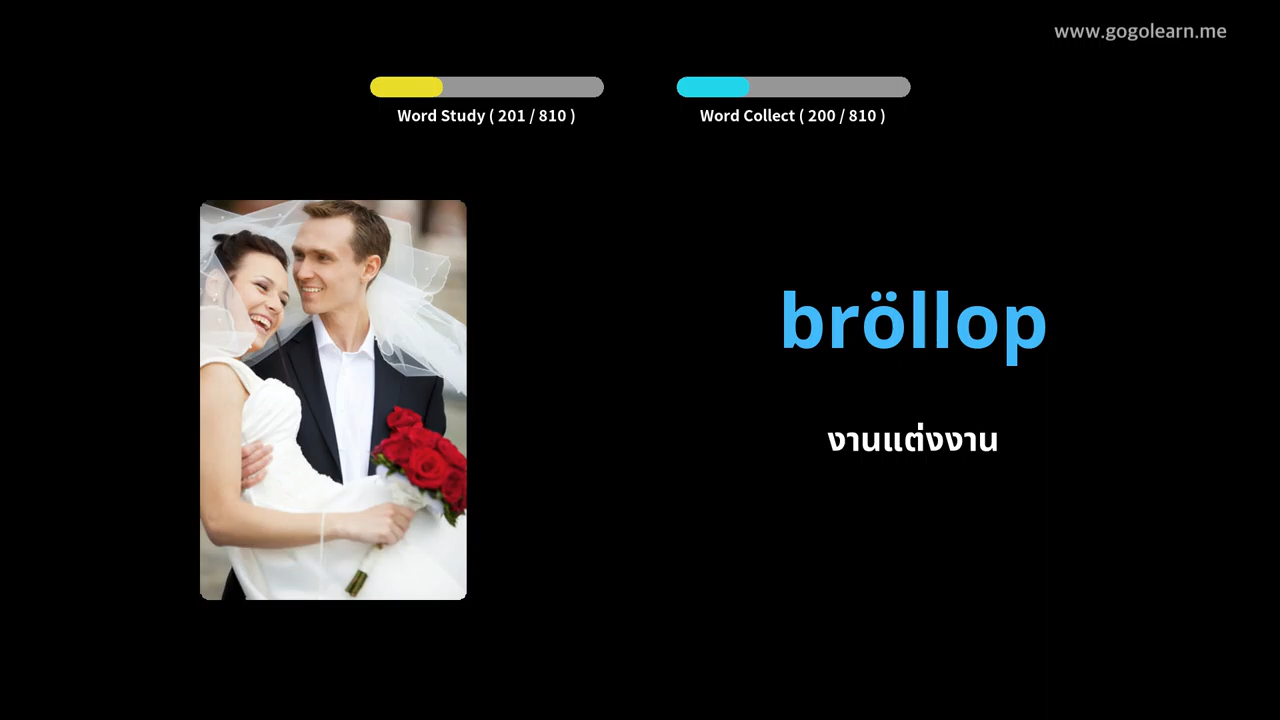 www.gogolearn.me
Word Study ( 201 / 810 )
Word Collect ( 200 / 810 )
bröllop
งานแต่งงาน